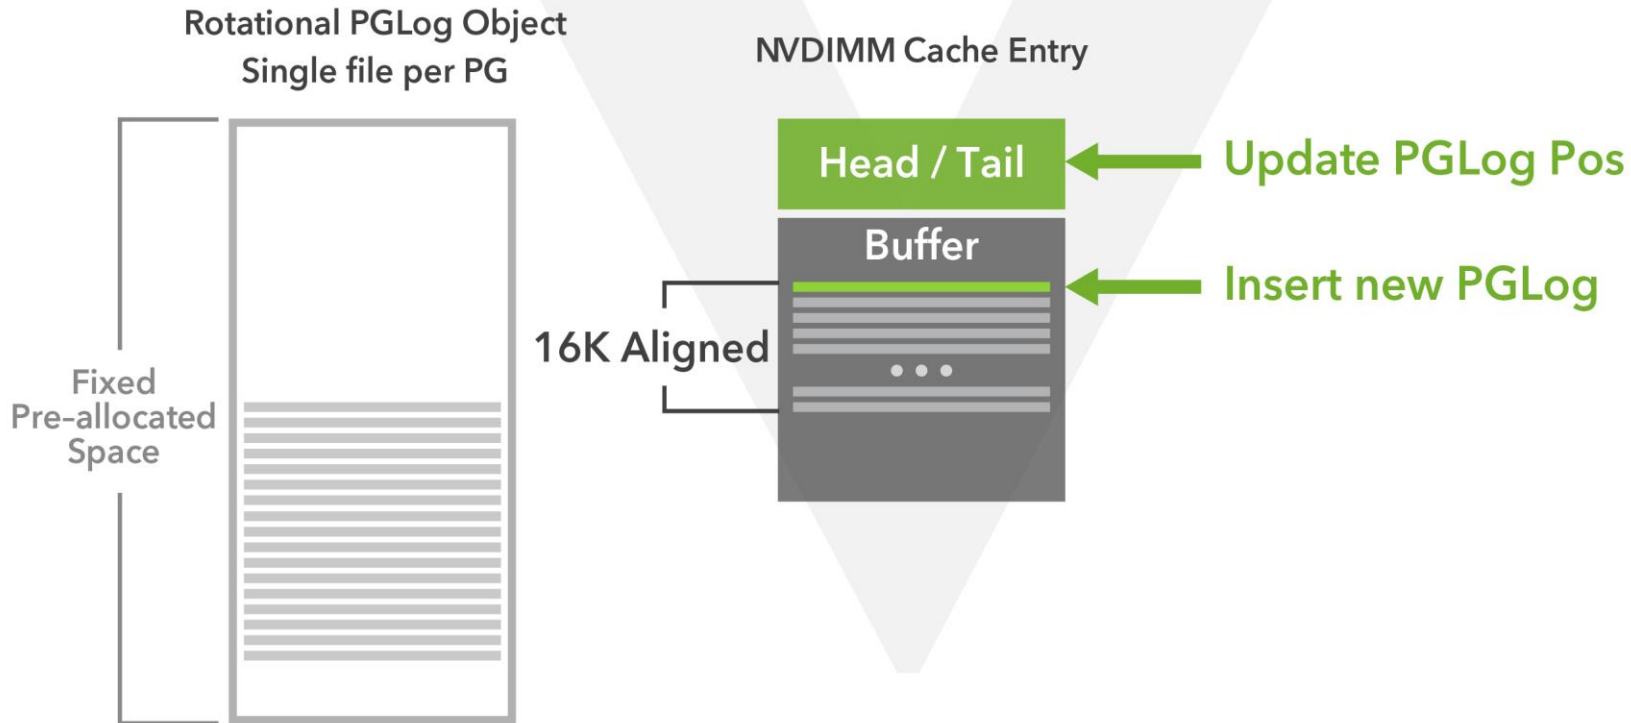 Rotational PGLog Object
Single file per PG
NVDIMM Cache Entry
Head / Tail
Update PGLog Pos
Buffer
Insert new PGLog
16K Aligned
Fixed
Pre-allocated
Space